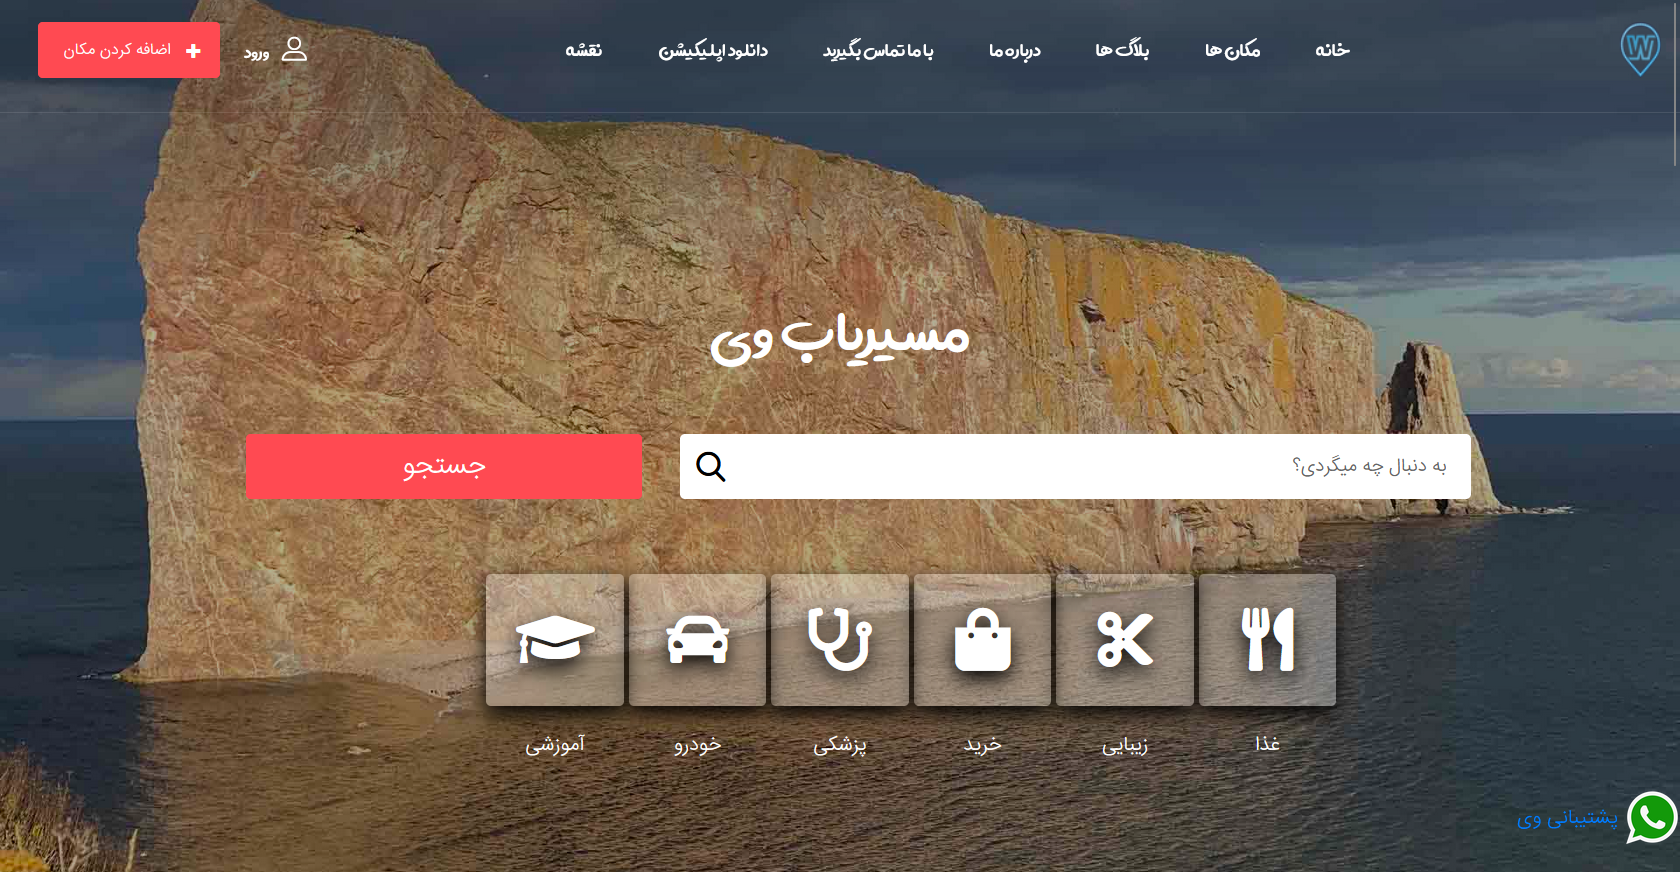 خانه
مکان ها
بلاگ ها
درباره ما
با ما تماس بگیرید
دانلود اپلیکیشن
نقشه
ورود
اضافه کردن مکان
مسیریاب وی
به دنبال چه میگردی؟
جستجو
غذا
زیبایی
خرید
پزشکی
خودرو
آموزشی
پشتیبانی وی